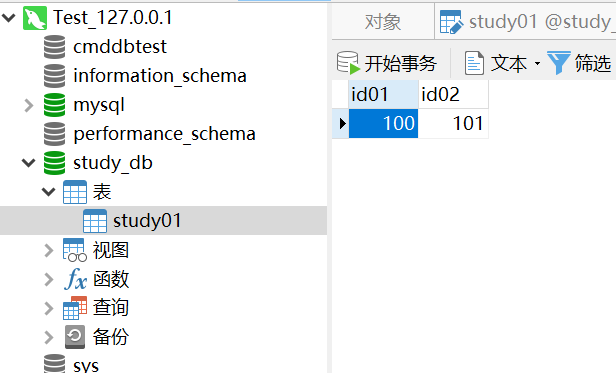 Test_127.0.0.1
cmddbtest
information_schema
mysql
performance_schema
study_db
表
study01
视图
fx 函数
查询
备份
sys
对象 study01 @study_
开始事务 文本 筛选
id01 id02
100 101